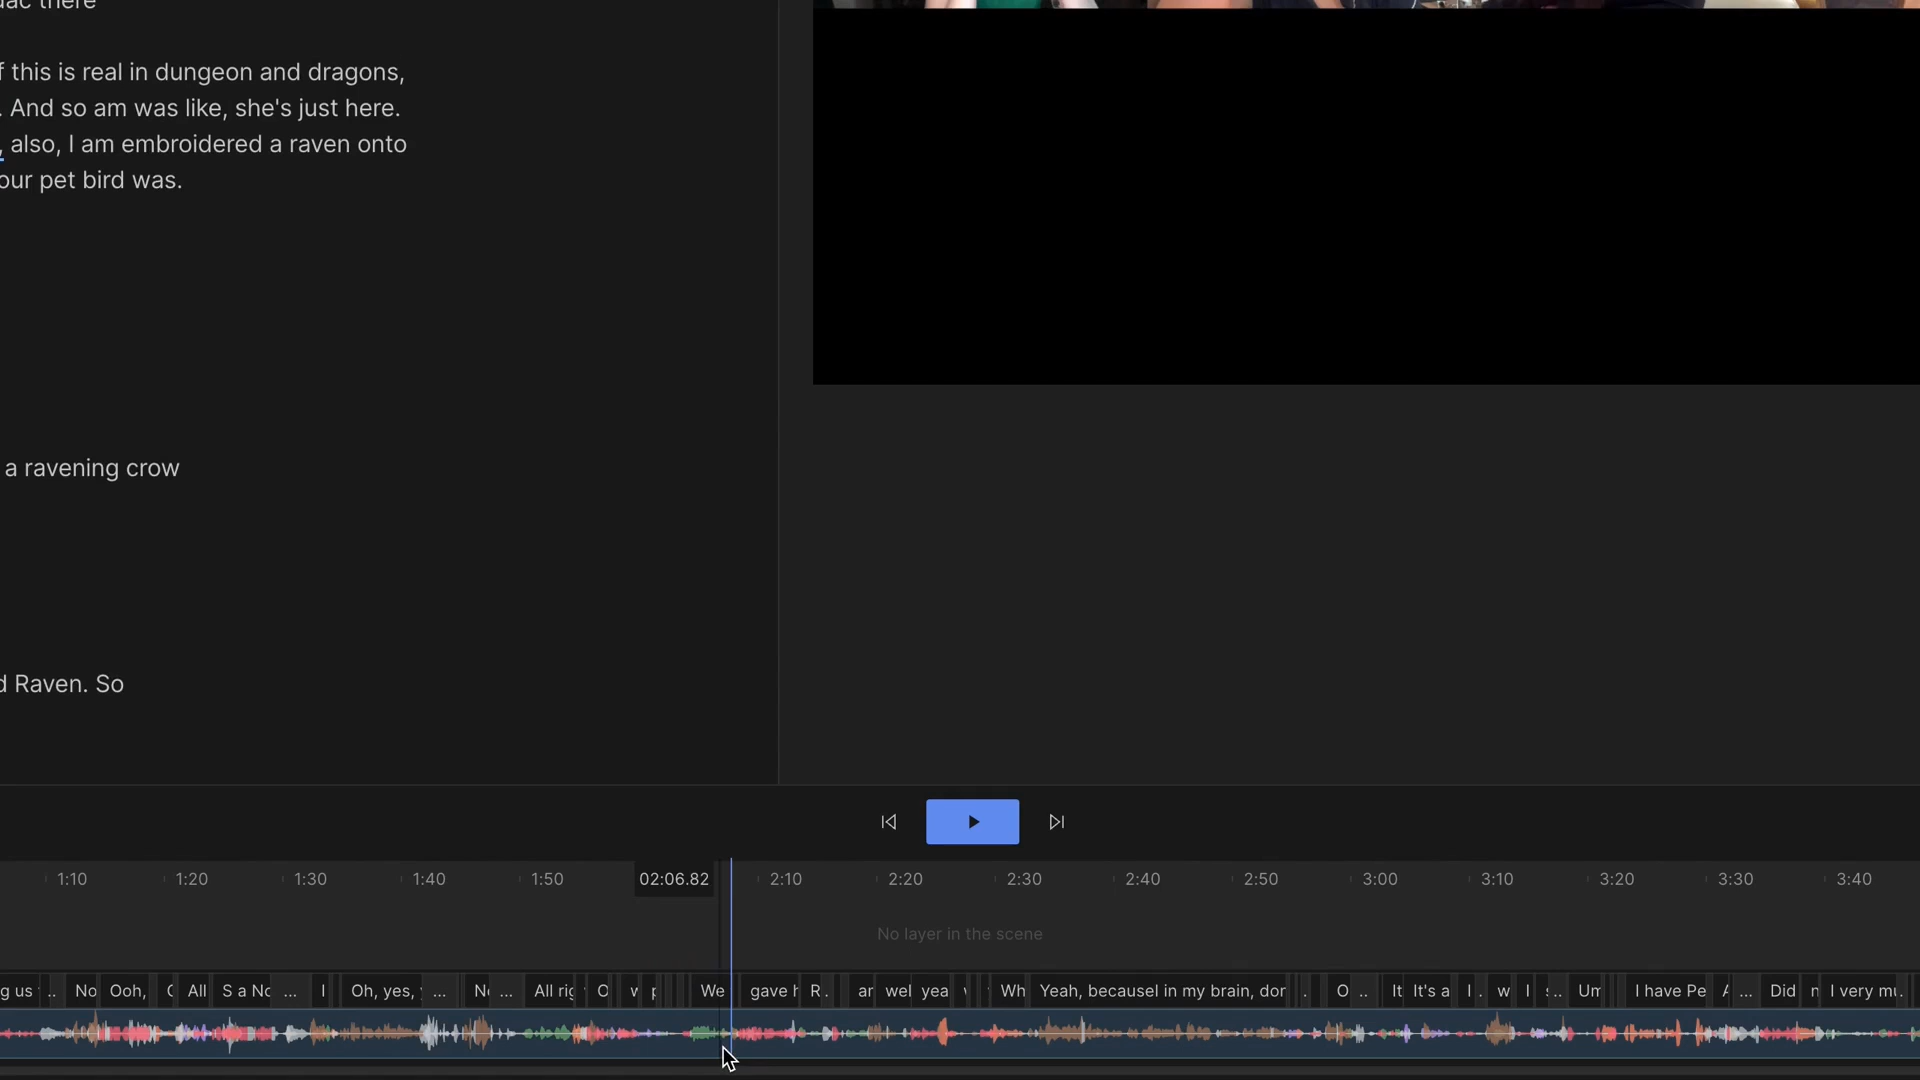 there
this is real in dungeon and dragons,
. And so am was like, she's just here.
, also, I am embroidered a raven onto
our pet bird was.
a ravening crow
d Raven. So
1:10 1:20 1:30 1:40 1:50 02:06.82 2:10 2:20 2:30 2:40 2:50 3:00 3:10 3:20 3:30 3:40
No layer in the scene
g us .. No Ooh, All S a No ... I Oh, yes, ... ... All rig O w p We gave h R. ar wel yea Wh Yeah, becauseI in my brain, dor . O .. It It's a I . w I .. Um I have Pe ... Did I very mu.